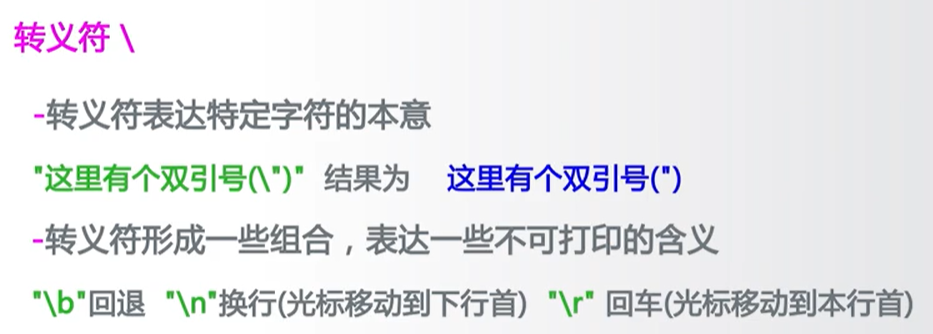 转义符 \
-转义符表达特定字符的本意
"这里有个双引号(\")" 结果为 这里有个双引号(")
-转义符形成一些组合，表达一些不可打印的含义
"\b"回退 "\n"换行(光标移动到下行首) "\r" 回车(光标移动到本行首)